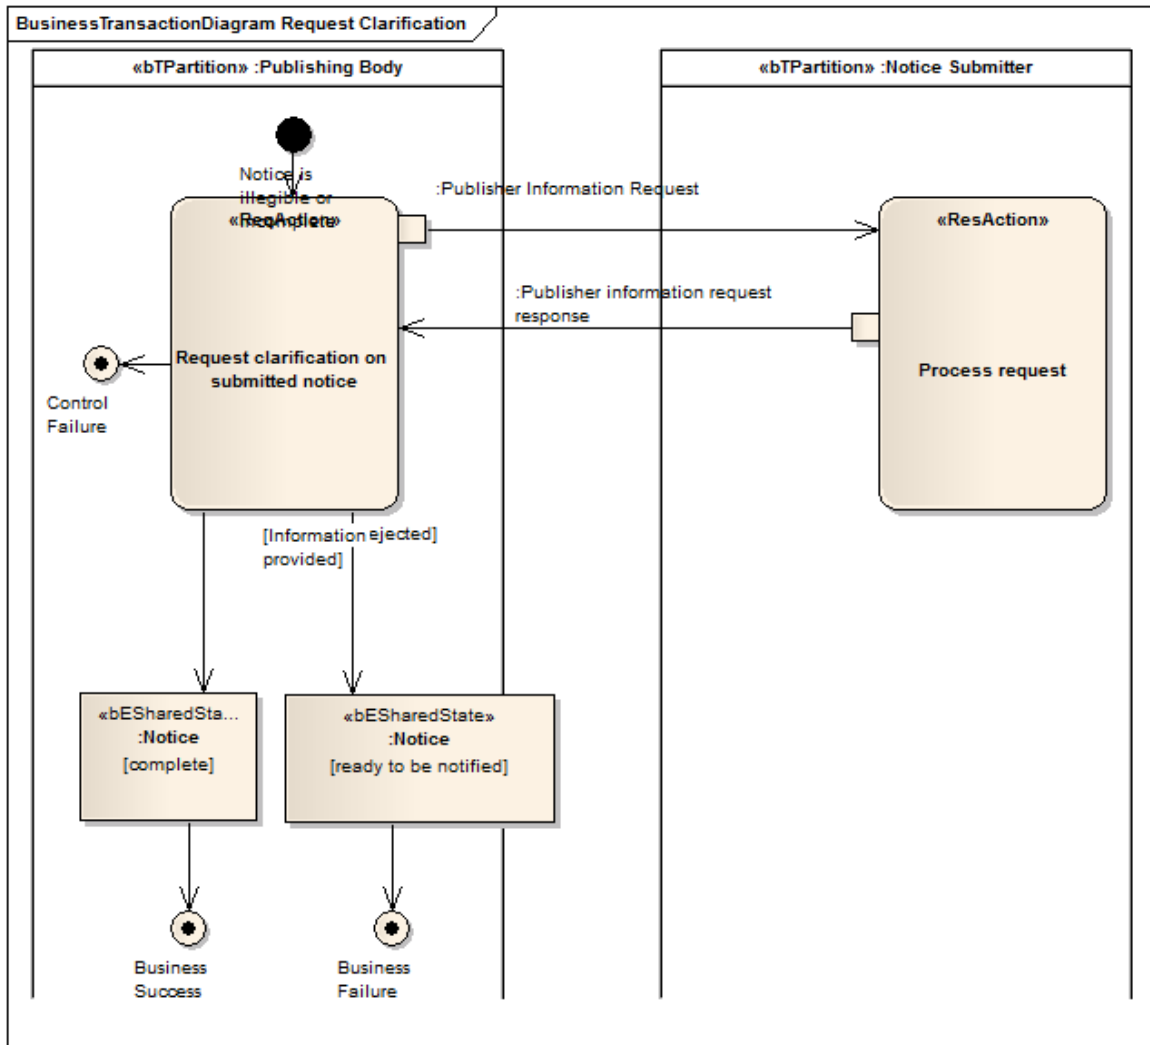 BusinessTransactionDiagram Request Clarification
«bTPartition» :Publishing Body
«bTPartition» :Notice Submitter
Notice is
illegible or
incomplete
«ReqAction»
:Publisher Information Request
«ResAction»
:Publisher information request
response
Request clarification on
submitted notice
Process request
Control
Failure
[Information
provided]
ejected]
«bESharedSta...
:Notice
[complete]
«bESharedState»
:Notice
[ready to be notified]
Business
Success
Business
Failure